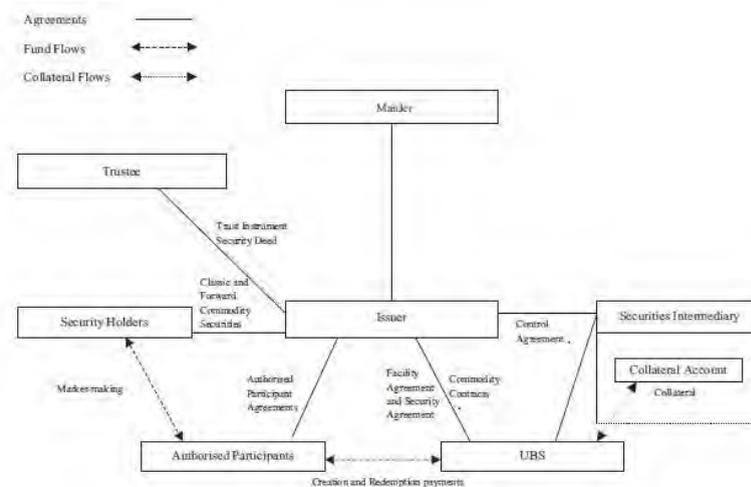 Agreements
Fund Flows
Collateral Flows
Manler
Trustee
Trust Instrument
Security Deed
Classic and
Forward
Commodity
Securities
Security Holders
Issuer
Securities Intermediary
Control
Agreement
Collateral Account
Collateral
Market-making
Authorised
Participant
Agreements
Facility
Agreement
and Security
Agreement
Commodity
Contracts
Authorised Participants
UBS
Creation and Redemption payments